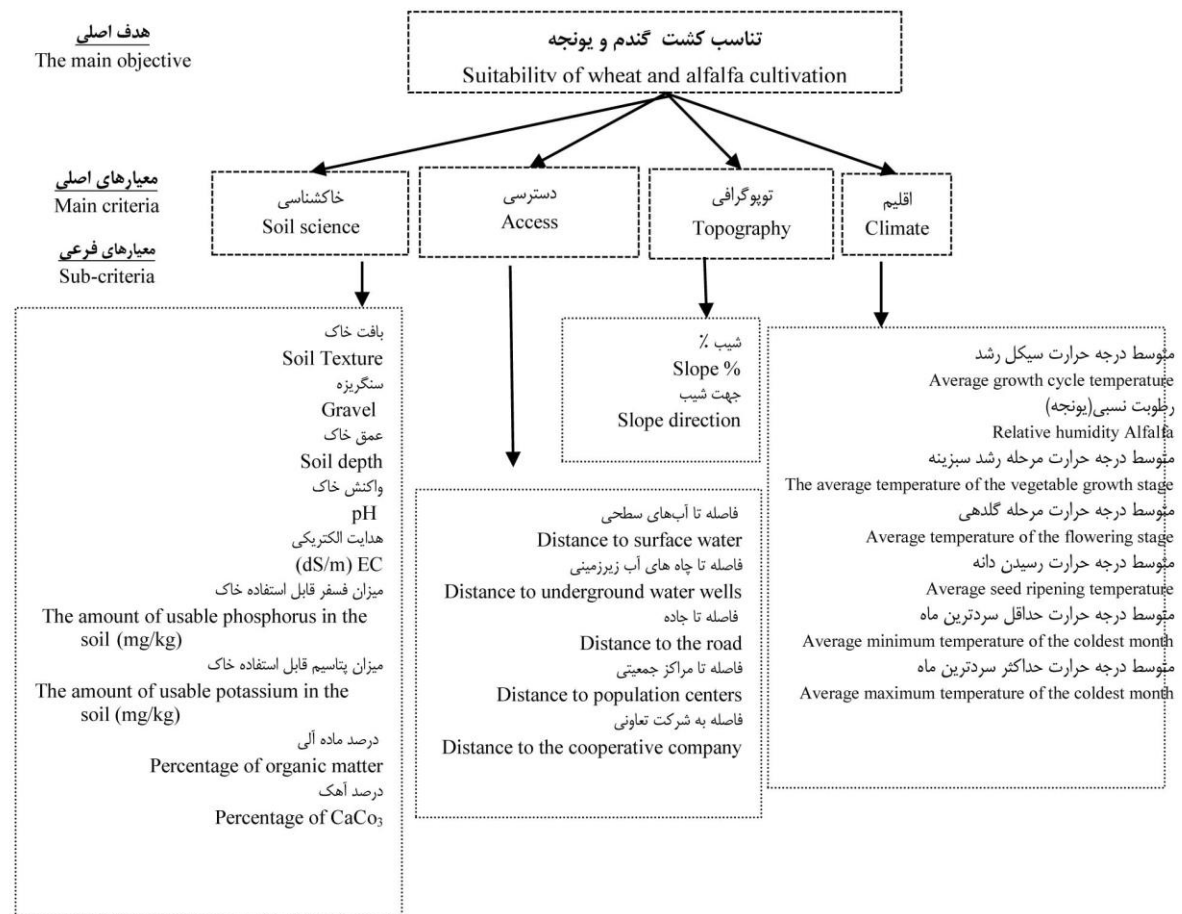 هدف اصلی
The main objective
تناسب کشت گندم و یونجه
Suitability of wheat and alfalfa cultivation
معیارهای اصلی
Main criteria
خاکشناسی
Soil science
دسترسی
Access
توپوگرافی
Topography
اقلیم
Climate
معیارهای فرعی
Sub-criteria
بافت خاک
Soil Texture
سنگریزه
Gravel
عمق خاک
Soil depth
واکنش خاک
pH
هدایت الکتریکی
(dS/m) EC
میزان فسفر قابل استفاده خاک
The amount of usable phosphorus in the
soil (mg/kg)
میزان پتاسیم قابل استفاده خاک
The amount of usable potassium in the
soil (mg/kg)
درصد ماده آلی
Percentage of organic matter
درصد آهک
Percentage of CaCo₃
فاصله تا آب‌های سطحی
Distance to surface water
فاصله تا چاه های آب زیرزمینی
Distance to underground water wells
فاصله تا جاده
Distance to the road
فاصله تا مراکز جمعیتی
Distance to population centers
فاصله به شرکت تعاونی
Distance to the cooperative company
شیب ٪
Slope %
جهت شیب
Slope direction
متوسط درجه حرارت سیکل رشد
Average growth cycle temperature
رطوبت نسبی(یونجه)
Relative humidity Alfalfa
متوسط درجه حرارت مرحله رشد سبزینه
The average temperature of the vegetable growth stage
متوسط درجه حرارت مرحله گلدهی
Average temperature of the flowering stage
متوسط درجه حرارت رسیدن دانه
Average seed ripening temperature
متوسط درجه حرارت حداقل سردترین ماه
Average minimum temperature of the coldest month
متوسط درجه حرارت حداکثر سردترین ماه
Average maximum temperature of the coldest month